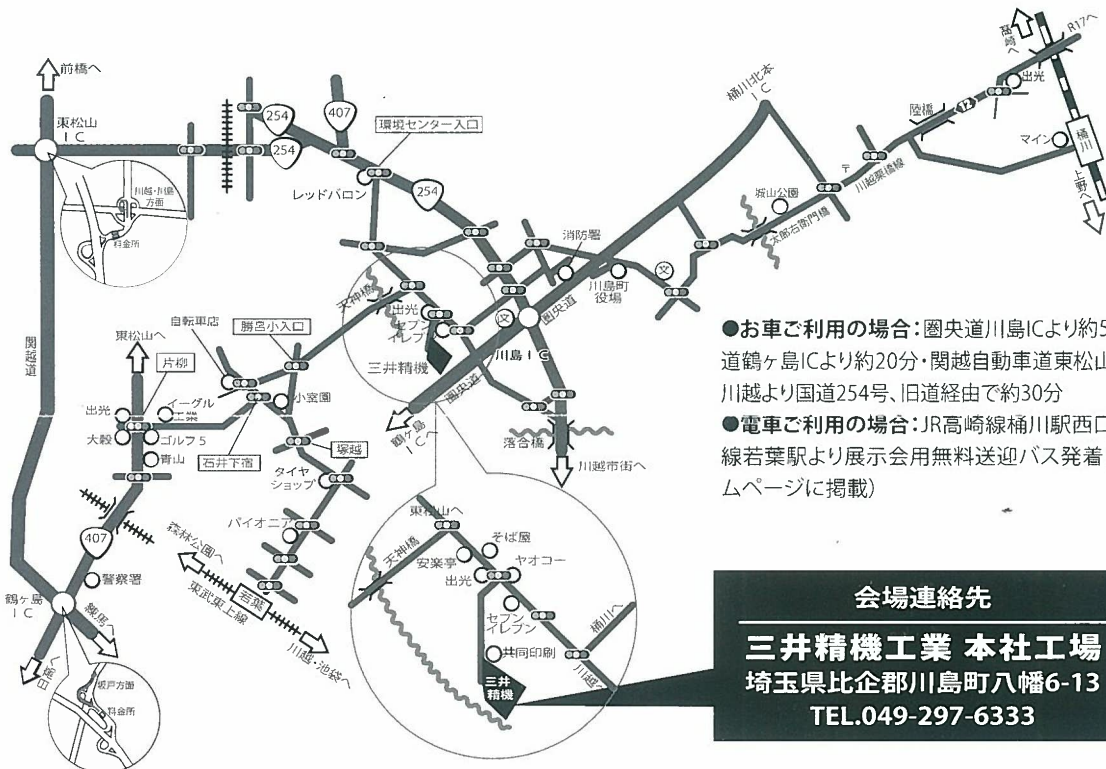 前橋へ
東松山
IC
254
407
環境センター入口
254
254
レッドバロン
川越・川島
方面
料金所
桶川北本
IC
高崎へ
R17へ
出光
陸橋
12
マイン
桶川
上野へ
〒
川越栗橋線
城山公園
太郎右衛門橋
消防署
川島町
役場
文
文
圏央道
川島IC
天神橋
出光
セブン
イレブン
三井精機
圏央道
鶴ヶ島
ICへ
落合橋
川越市街へ
関越道
東松山へ
自転車店
勝呂小入口
片柳
イーグル
工業
出光
大穀
ゴルフ5
青山
小室園
石井下宿
塚越
タイヤ
ショップ
パイオニア
407
森林公園へ
東武東上線
若葉
川越・池袋へ
警察署
鶴ヶ島
IC
練馬へ
坂戸方面
料金所
東松山へ
天神橋
そば屋
安楽亭
ヤオコー
出光
セブン
イレブン
桶川へ
川越へ
共同印刷
三井
精機
●お車ご利用の場合:圏央道川島ICより約5
道鶴ヶ島ICより約20分・関越自動車道東松山
川越より国道254号、旧道経由で約30分
●電車ご利用の場合:JR高崎線桶川駅西口
線若葉駅より展示会用無料送迎バス発着
ムページに掲載)
会場連絡先
三井精機工業 本社工場
埼玉県比企郡川島町八幡6-13
TEL.049-297-6333